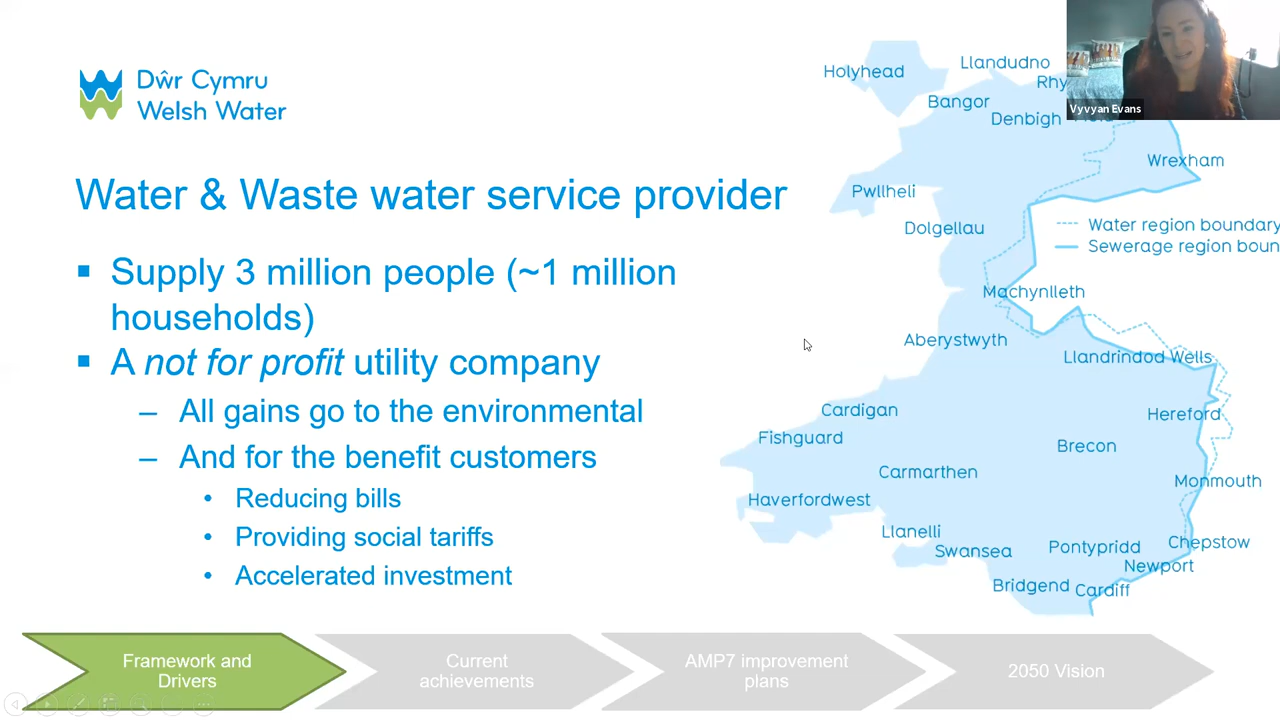 Dŵr Cymru
Welsh Water
Water & Waste water service provider
▪ Supply 3 million people (~1 million
households)
▪ A not for profit utility company
– All gains go to the environmental
– And for the benefit customers
• Reducing bills
• Providing social tariffs
• Accelerated investment
Holyhead
Llandudno
Rhy
Bangor
Denbigh
Vyvyan Evans
Wrexham
Pwllheli
Dolgellau
Water region boundary
Sewerage region boun
Machynlleth
Aberystwyth
Llandrindod Wells
Cardigan
Hereford
Fishguard
Brecon
Carmarthen
Monmouth
Haverfordwest
Llanelli
Swansea
Pontypridd
Chepstow
Newport
Bridgend
Cardiff
Framework and
Drivers
Current
achievements
AMP7 improvement
plans
2050 Vision